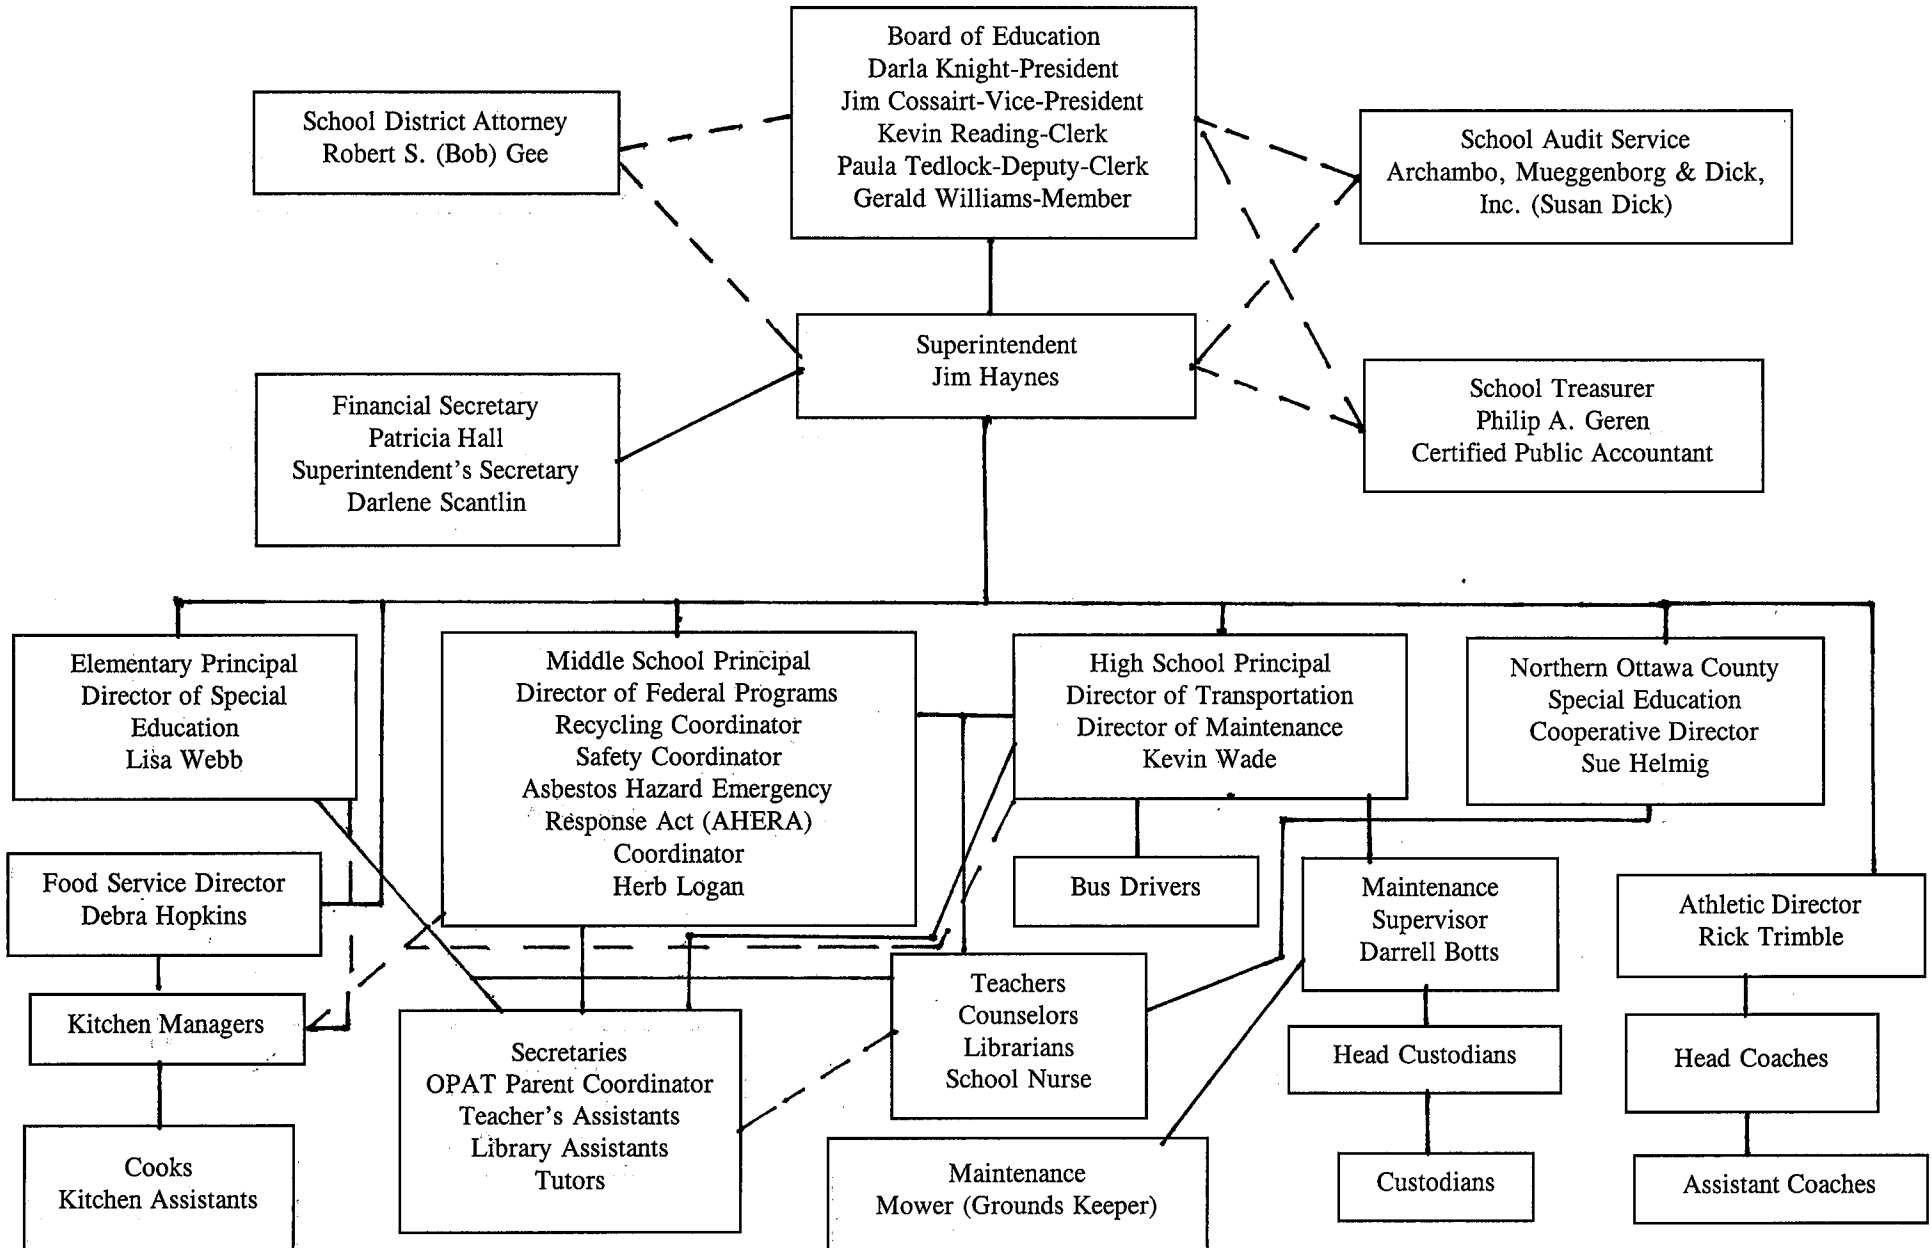 Board of Education
Darla Knight-President
Jim Cossairt-Vice-President
Kevin Reading-Clerk
Paula Tedlock-Deputy-Clerk
Gerald Williams-Member
School District Attorney
Robert S. (Bob) Gee
School Audit Service
Archambo, Mueggenborg & Dick,
Inc. (Susan Dick)
Superintendent
Jim Haynes
Financial Secretary
Patricia Hall
Superintendent's Secretary
Darlene Scantlin
School Treasurer
Philip A. Geren
Certified Public Accountant
Elementary Principal
Director of Special
Education
Lisa Webb
Middle School Principal
Director of Federal Programs
Recycling Coordinator
Safety Coordinator
Asbestos Hazard Emergency
Response Act (AHERA)
Coordinator
Herb Logan
High School Principal
Director of Transportation
Director of Maintenance
Kevin Wade
Northern Ottawa County
Special Education
Cooperative Director
Sue Helmig
Food Service Director
Debra Hopkins
Bus Drivers
Maintenance
Supervisor
Darrell Botts
Athletic Director
Rick Trimble
Kitchen Managers
Secretaries
OPAT Parent Coordinator
Teacher's Assistants
Library Assistants
Tutors
Teachers
Counselors
Librarians
School Nurse
Head Custodians
Head Coaches
Cooks
Kitchen Assistants
Maintenance
Mower (Grounds Keeper)
Custodians
Assistant Coaches